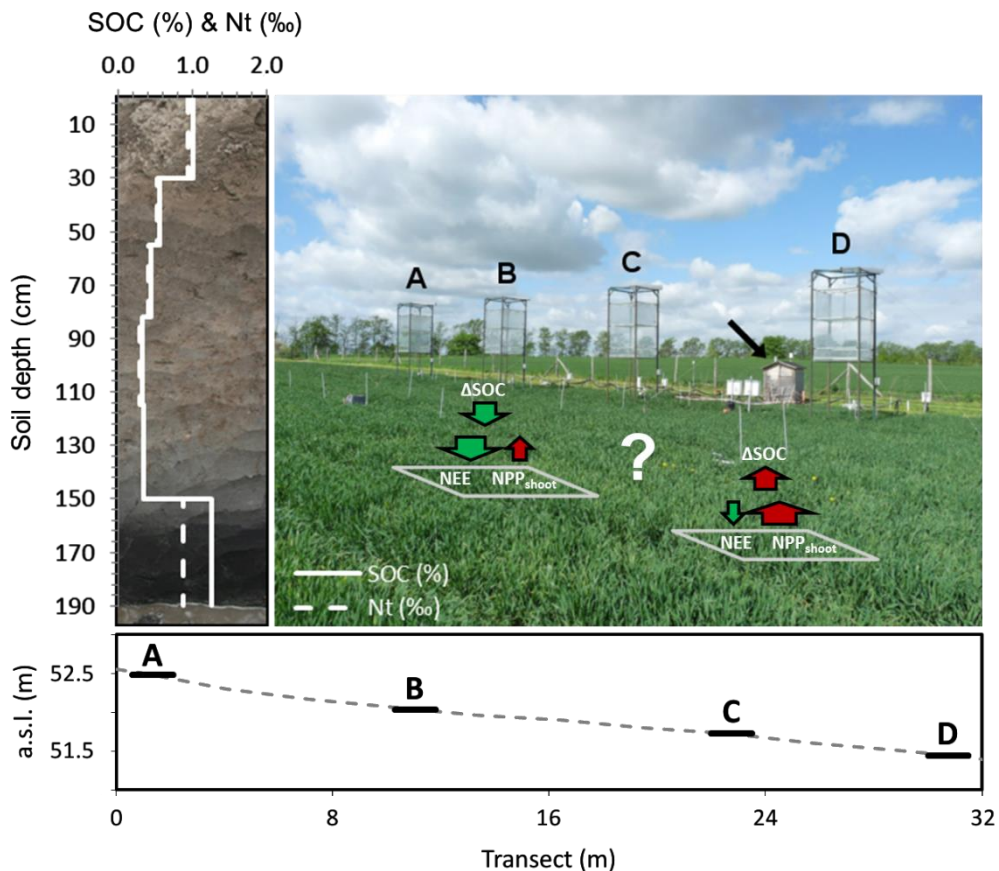 SOC (%) & Nt (‰)
0.0 1.0 2.0
Soil depth (cm)
10
30
50
70
90
110
130
150
170
190
SOC (%)
Nt (‰)
A B C D
ΔSOC
NEE NPPshoot
?
ΔSOC
NEE NPPshoot
a.s.l. (m)
52.5
51.5
A B C D
0 8 16 24 32
Transect (m)